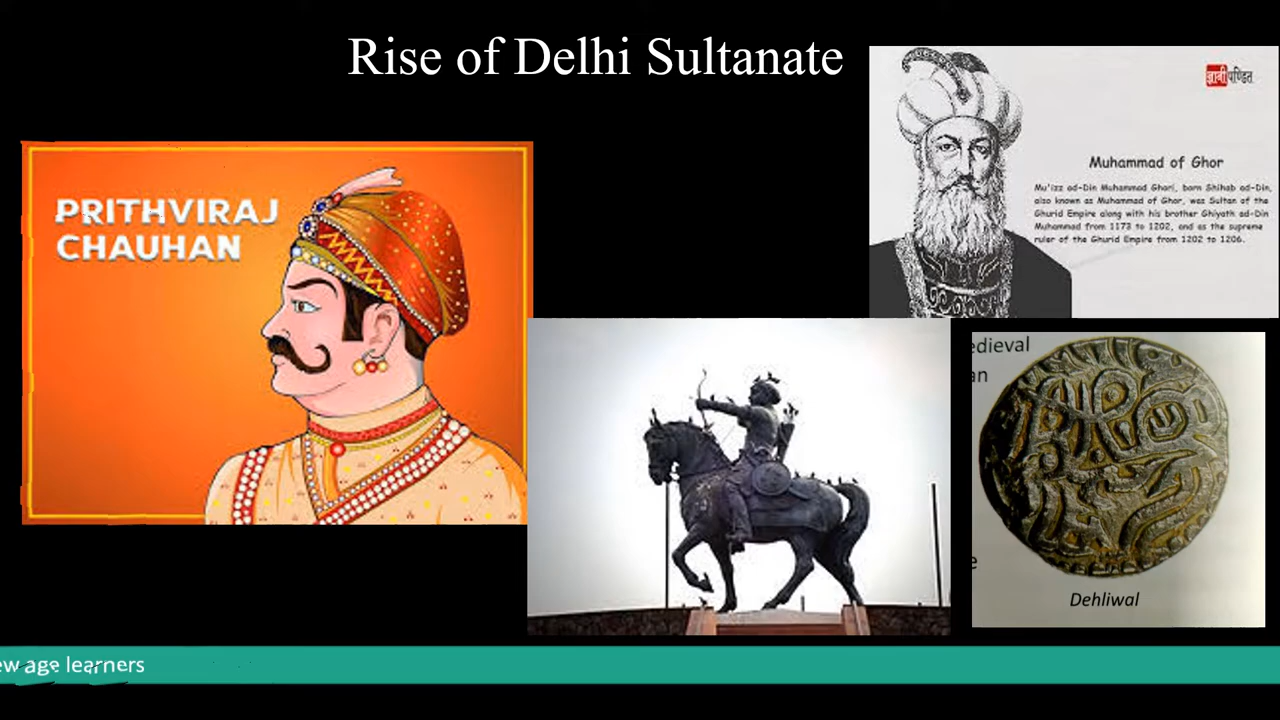 Rise of Delhi Sultanate
PRITHVIRAJ
CHAUHAN
ज्ञानीपण्डित
Muhammad of Ghor
Mu'izz ad-Din Muhammad Ghori, born Shihab ad-Din,
also known as Muhammad of Ghor, was Sultan of the
Ghurid Empire along with his brother Ghiyath ad-Din
Muhammad from 1173 to 1202, and as the supreme
ruler of the Ghurid Empire from 1202 to 1206.
edieval
an
e
Dehliwal
ew age learners